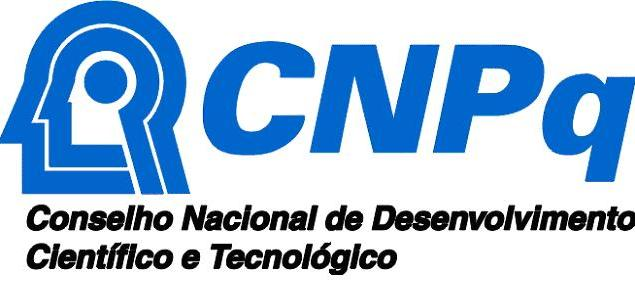 CNPq
Conselho Nacional de Desenvolvimento
Científico e Tecnológico